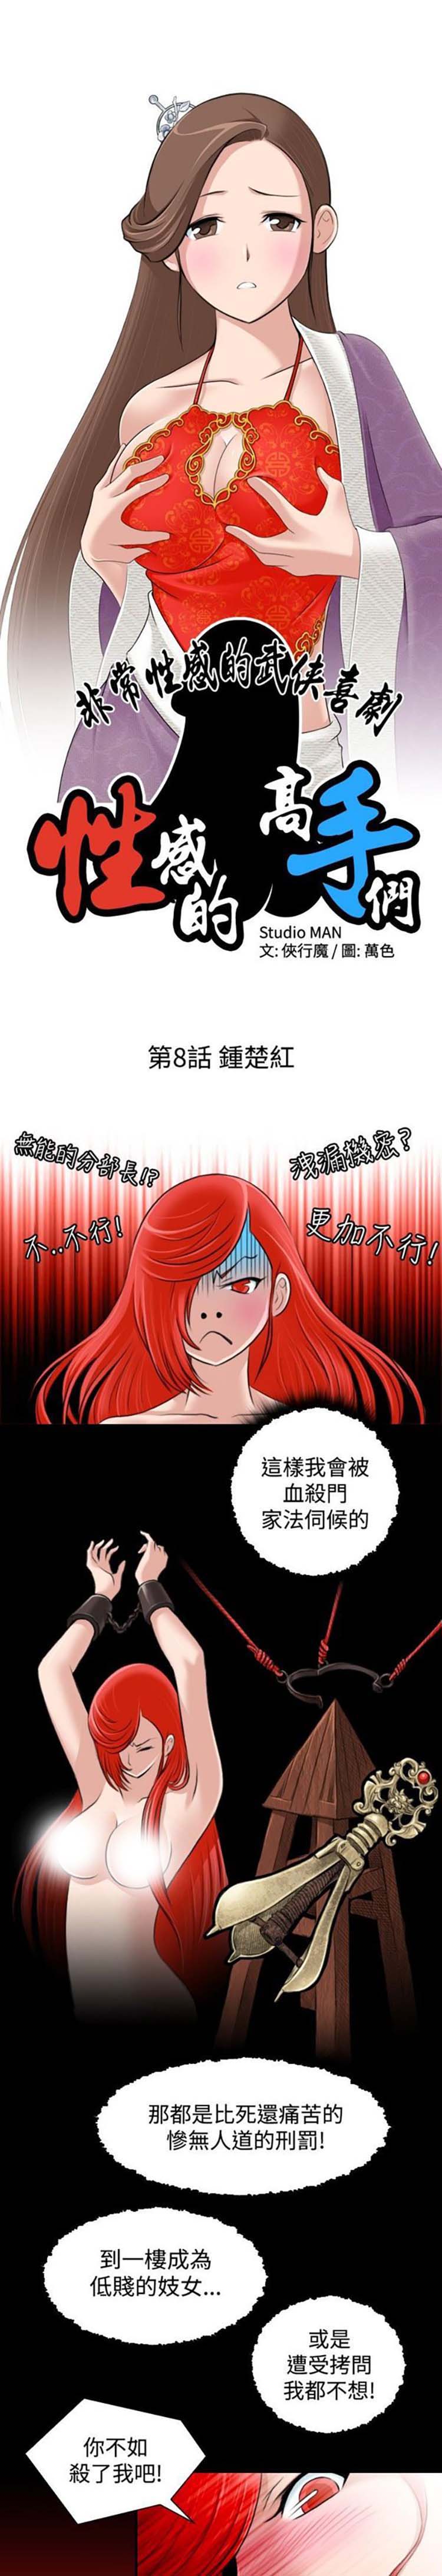 非常性感的武俠喜劇
性感的
高手們
Studio MAN
文: 俠行魔 / 圖: 萬色
第8話 鍾楚紅
無能的分部長!?
洩漏機密?
不..不行!
更加不行!
這樣我會被
血殺門
家法伺候的
那都是比死還痛苦的
慘無人道的刑罰!
到一樓成為
低賤的妓女...
或是
遭受拷問
我都不想!
你不如
殺了我吧!